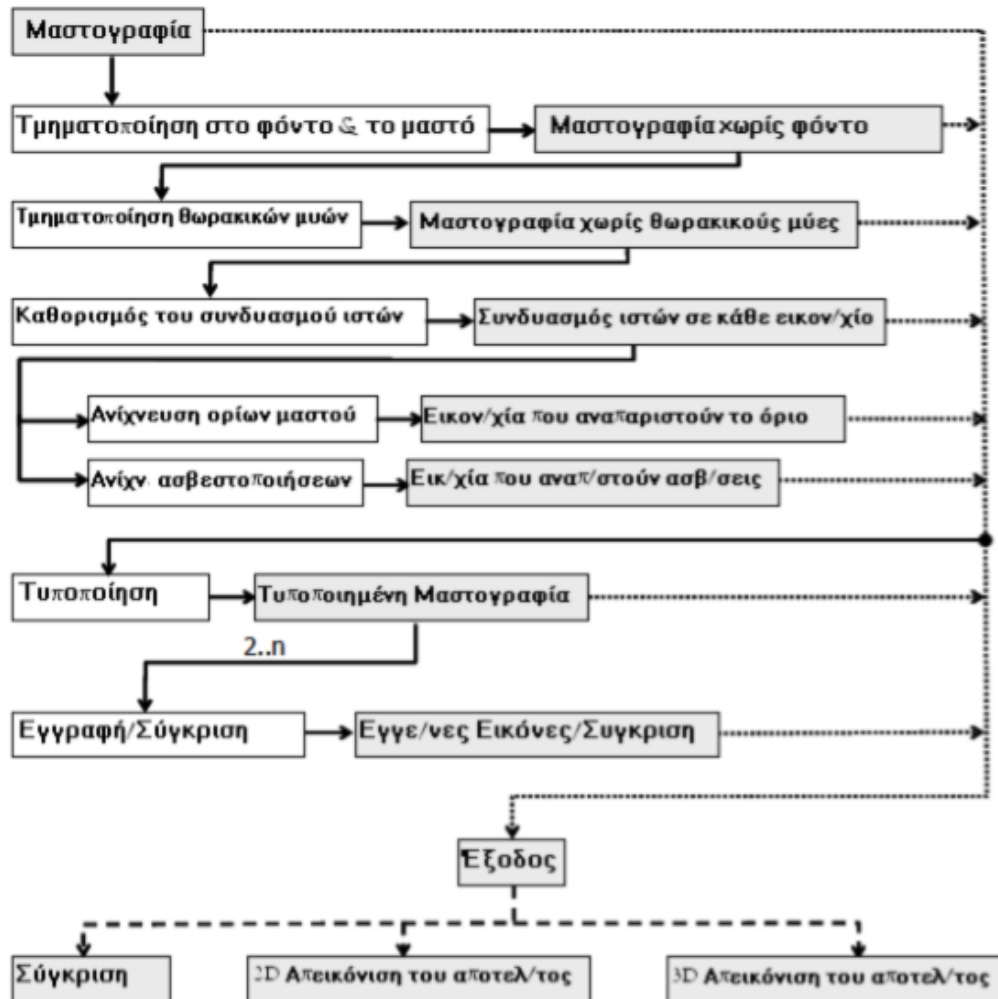 Μαστογραφία
Τμηματοποίηση στο φόντο & το μαστό
Μαστογραφία χωρίς φόντο
Τμηματοποίηση θωρακικών μυών
Μαστογραφία χωρίς θωρακικούς μύες
Καθορισμός του συνδυασμού ιστών
Συνδυασμός ιστών σε κάθε εικον/χίο
Ανίχνευση ορίων μαστού
Εικον/χία που αναπαριστούν το όριο
Ανίχν. ασβεστοποιήσεων
Εικ/χία που αναπ/στούν ασβ/σεις
Τυποποίηση
Τυποποιημένη Μαστογραφία
2..n
Εγγραφή/Σύγκριση
Εγγε/νες Εικόνες/Συγκριση
Έξοδος
Σύγκριση
2D Απεικόνιση του αποτελ/τος
3D Απεικόνιση του αποτελ/τος